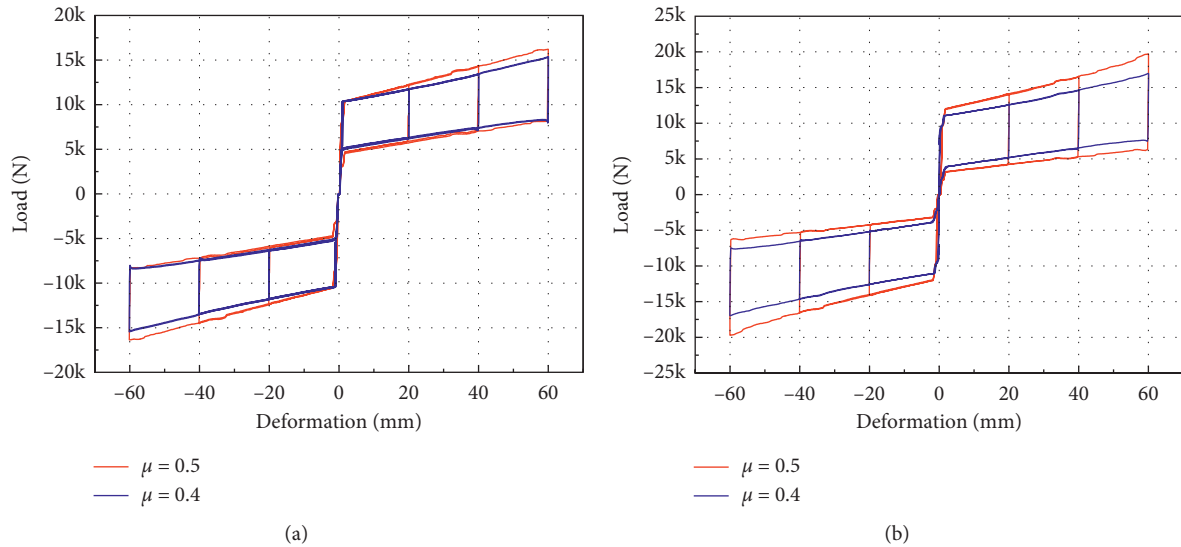 20k
15k
10k
5k
0
–5k
–10k
–15k
–20k
Load (N)
–60 –40 –20 0 20 40 60
Deformation (mm)
μ = 0.5
μ = 0.4
(a)
25k
20k
15k
10k
5k
0
–5k
–10k
–15k
–20k
–25k
Load (N)
–60 –40 –20 0 20 40 60
Deformation (mm)
μ = 0.5
μ = 0.4
(b)